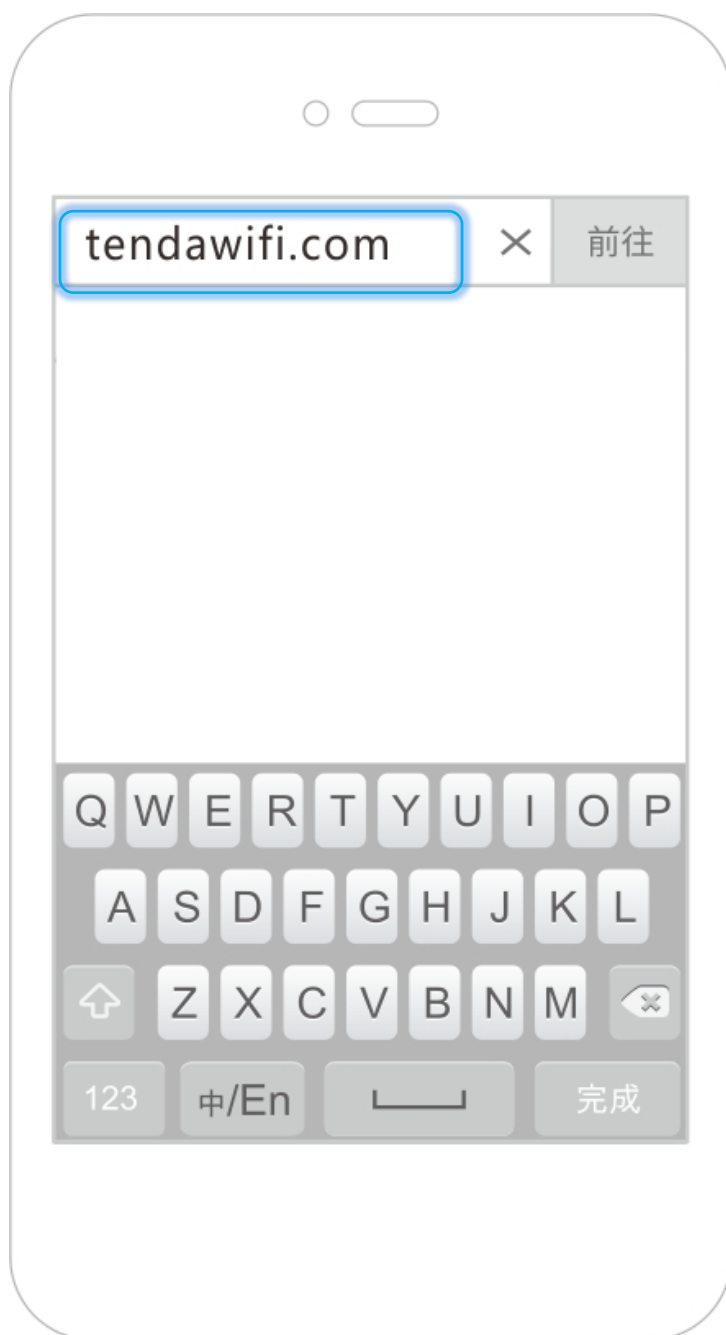 tendawifi.com × 前往
Q W E R T Y U I O P
A S D F G H J K L
Z X C V B N M
123 中/En 完成